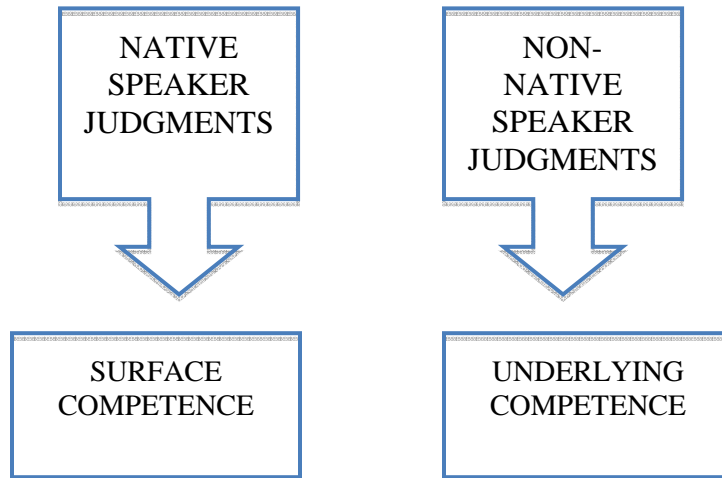 NATIVE
SPEAKER
JUDGMENTS
NON-
NATIVE
SPEAKER
JUDGMENTS
SURFACE
COMPETENCE
UNDERLYING
COMPETENCE